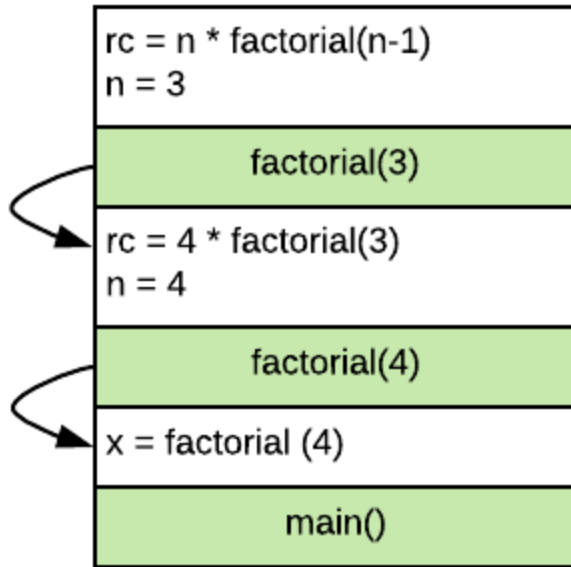 rc = n * factorial(n-1)
n = 3
factorial(3)
rc = 4 * factorial(3)
n = 4
factorial(4)
x = factorial (4)
main()